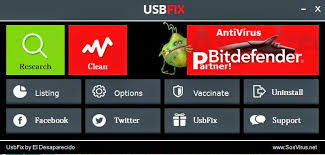 USBFIX
Research
Clean
AntiVirus
Bitdefender
Partner!
Listing
Options
Vaccinate
Uninstall
Facebook
Twitter
UsbFix
Support
UsbFix by El Desaparecido
www.SosVirus.net